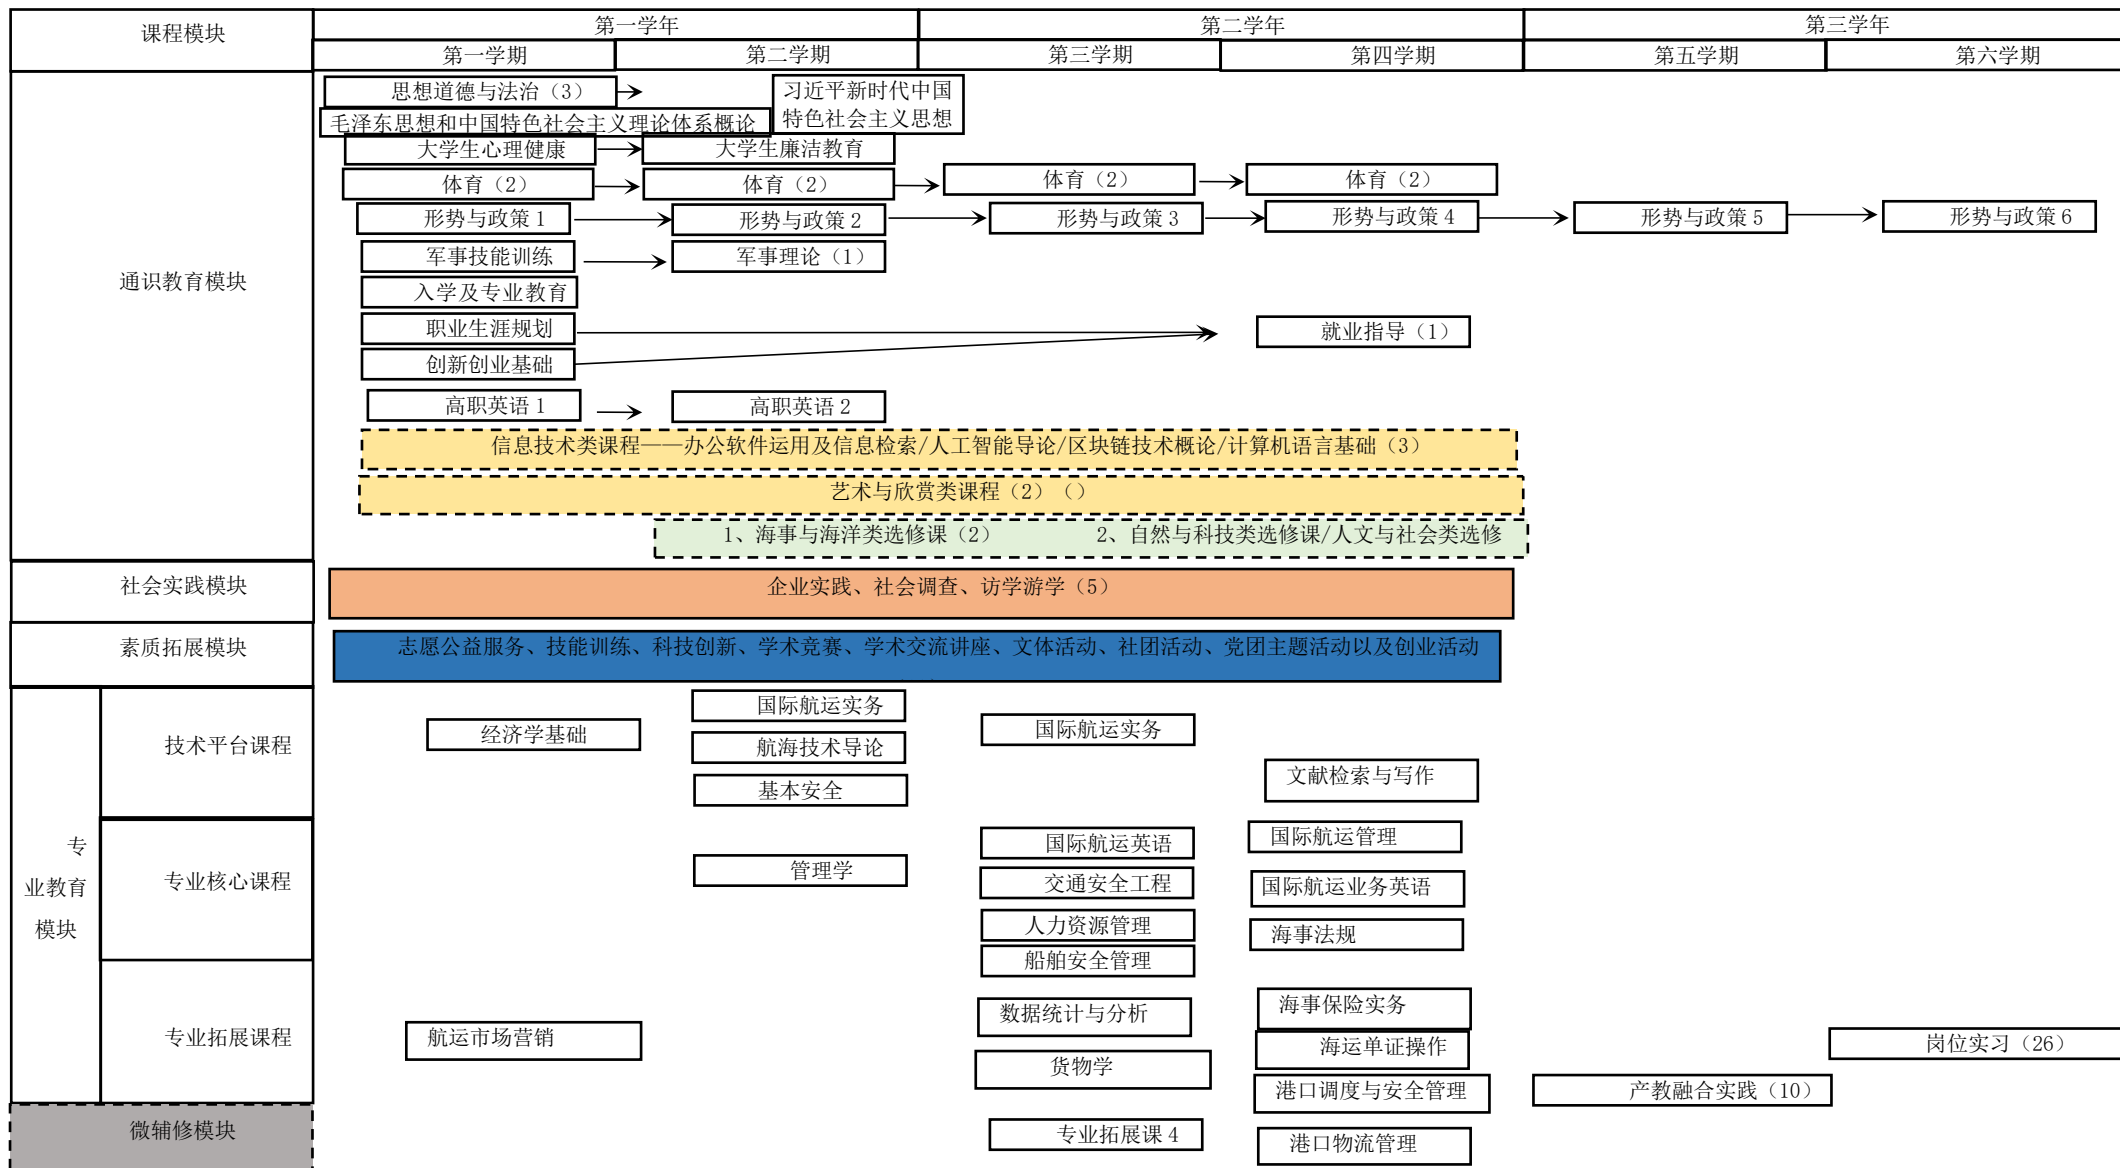 课程模块
第一学年
第二学年
第三学年
第一学期
第二学期
第三学期
第四学期
第五学期
第六学期
通识教育模块
思想道德与法治（3）
习近平新时代中国
特色社会主义思想
毛泽东思想和中国特色社会主义理论体系概论
大学生心理健康
大学生廉洁教育
体育（2）
体育（2）
体育（2）
体育（2）
形势与政策 1
形势与政策 2
形势与政策 3
形势与政策 4
形势与政策 5
形势与政策 6
军事技能训练
军事理论（1）
入学及专业教育
职业生涯规划
就业指导（1）
创新创业基础
高职英语 1
高职英语 2
信息技术类课程——办公软件运用及信息检索/人工智能导论/区块链技术概论/计算机语言基础（3）
艺术与欣赏类课程（2）（）
1、海事与海洋类选修课（2）
2、自然与科技类选修课/人文与社会类选修
社会实践模块
企业实践、社会调查、访学游学（5）
素质拓展模块
志愿公益服务、技能训练、科技创新、学术竞赛、学术交流讲座、文体活动、社团活动、党团主题活动以及创业活动
专
业教育
模块
技术平台课程
经济学基础
国际航运实务
航海技术导论
基本安全
国际航运实务
文献检索与写作
专业核心课程
管理学
国际航运英语
交通安全工程
人力资源管理
船舶安全管理
国际航运管理
国际航运业务英语
海事法规
专业拓展课程
航运市场营销
数据统计与分析
货物学
海事保险实务
海运单证操作
港口调度与安全管理
产教融合实践（10）
岗位实习（26）
微辅修模块
专业拓展课 4
港口物流管理